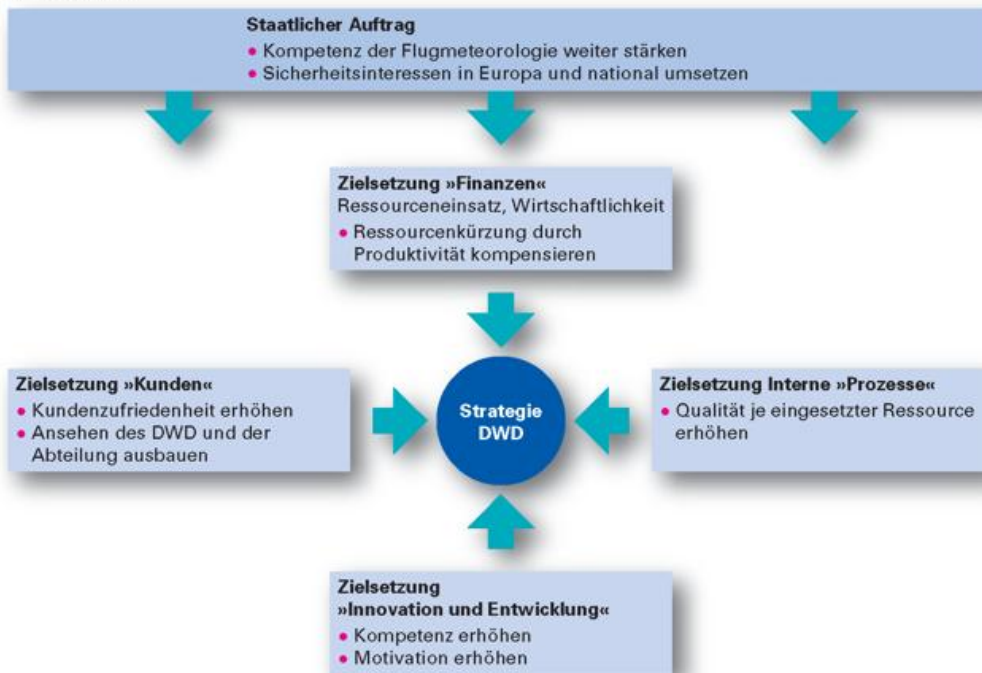 Staatlicher Auftrag
• Kompetenz der Flugmeteorologie weiter stärken
• Sicherheitsinteressen in Europa und national umsetzen
Zielsetzung »Finanzen«
Ressourceneinsatz, Wirtschaftlichkeit
• Ressourcenkürzung durch
Produktivität kompensieren
Zielsetzung »Kunden«
• Kundenzufriedenheit erhöhen
• Ansehen des DWD und der
Abteilung ausbauen
Strategie
DWD
Zielsetzung Interne »Prozesse«
• Qualität je eingesetzter Ressource
erhöhen
Zielsetzung
»Innovation und Entwicklung«
• Kompetenz erhöhen
• Motivation erhöhen